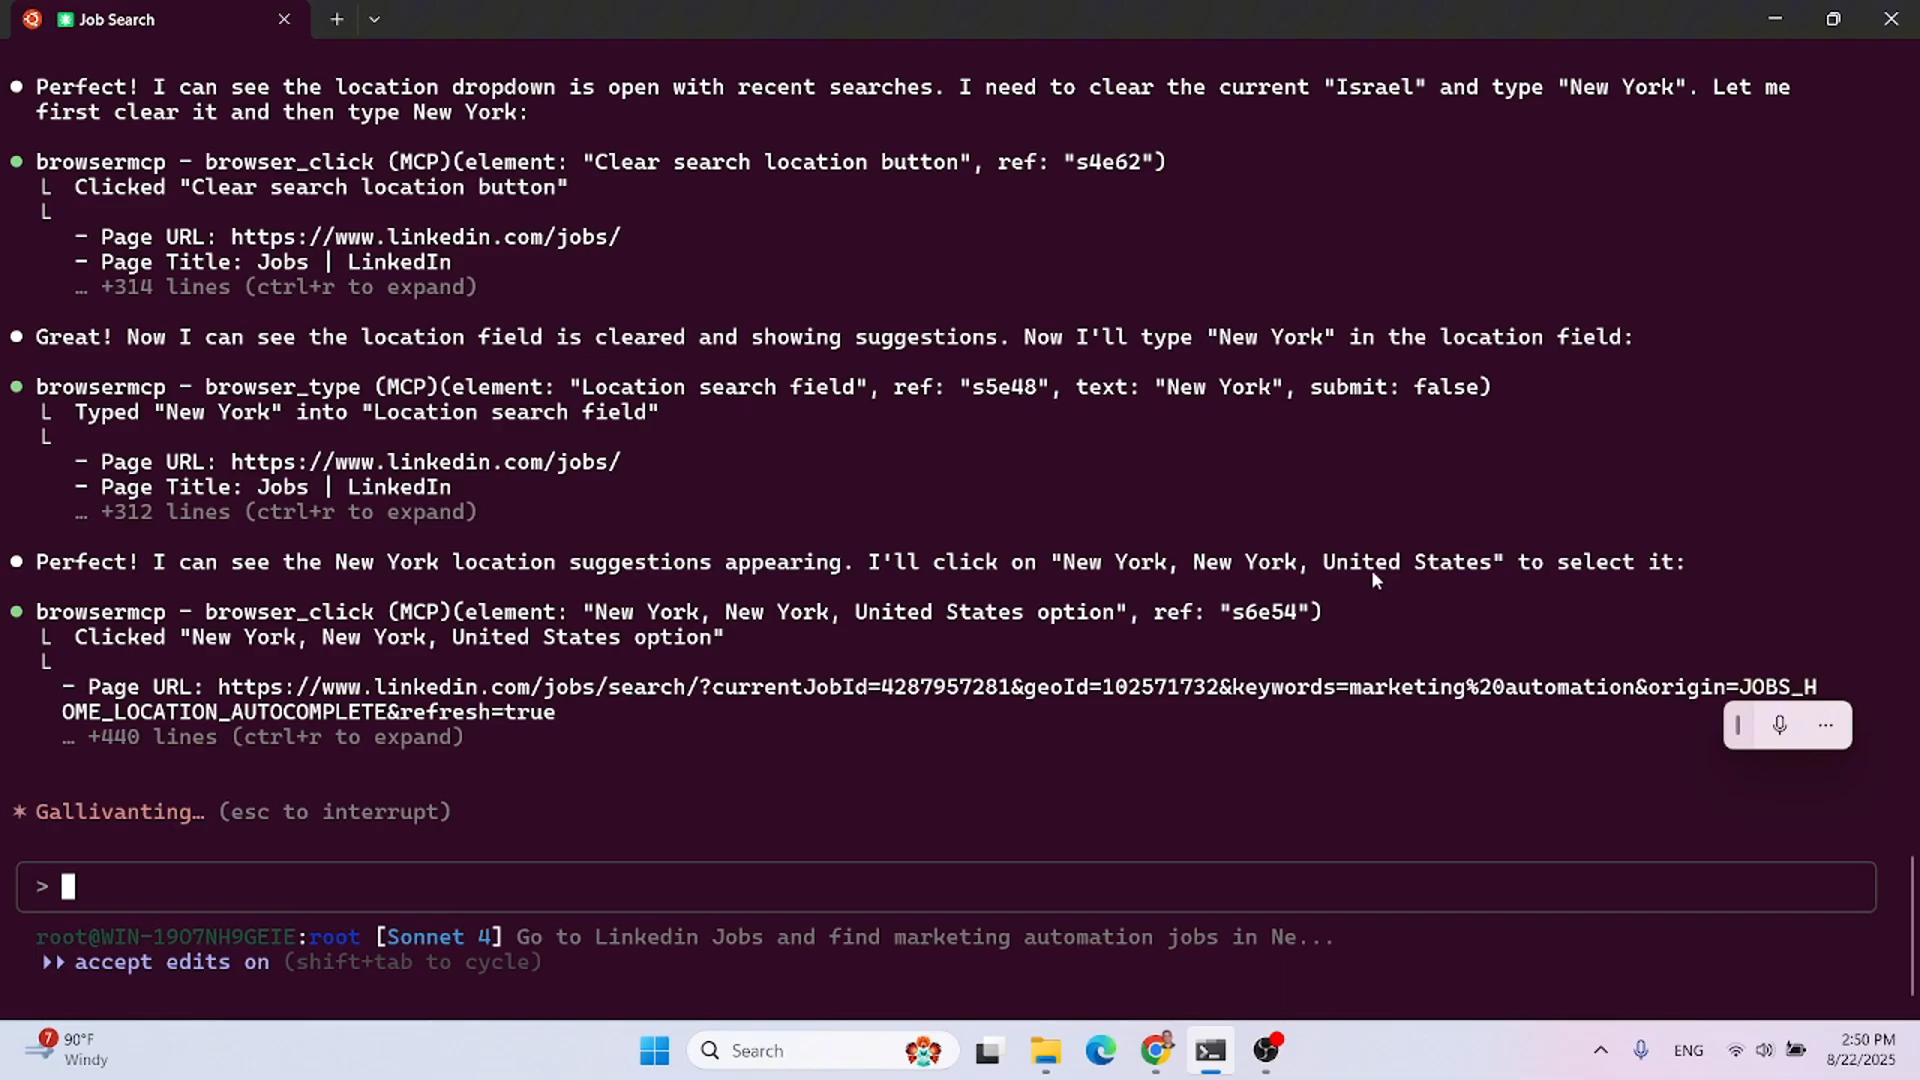 Job Search
● Perfect! I can see the location dropdown is open with recent searches. I need to clear the current "Israel" and type "New York". Let me
first clear it and then type New York:
● browsermcp - browser_click (MCP)(element: "Clear search location button", ref: "s4e62")
Clicked "Clear search location button"
- Page URL: https://www.linkedin.com/jobs/
- Page Title: Jobs | LinkedIn
… +314 lines (ctrl+r to expand)
● Great! Now I can see the location field is cleared and showing suggestions. Now I'll type "New York" in the location field:
● browsermcp - browser_type (MCP)(element: "Location search field", ref: "s5e48", text: "New York", submit: false)
Typed "New York" into "Location search field"
- Page URL: https://www.linkedin.com/jobs/
- Page Title: Jobs | LinkedIn
… +312 lines (ctrl+r to expand)
● Perfect! I can see the New York location suggestions appearing. I'll click on "New York, New York, United States" to select it:
● browsermcp - browser_click (MCP)(element: "New York, New York, United States option", ref: "s6e54")
Clicked "New York, New York, United States option"
- Page URL: https://www.linkedin.com/jobs/search/?currentJobId=4287957281&geoId=102571732&keywords=marketing%20automation&origin=JOBS_H
OME_LOCATION_AUTOCOMPLETE&refresh=true
… +440 lines (ctrl+r to expand)
* Gallivanting… (esc to interrupt)
>
root@WIN-19O7NH9GEIE:root [Sonnet 4] Go to Linkedin Jobs and find marketing automation jobs in Ne...
⏵⏵ accept edits on (shift+tab to cycle)
7
90°F
Windy
Search
ENG
2:50 PM
8/22/2025